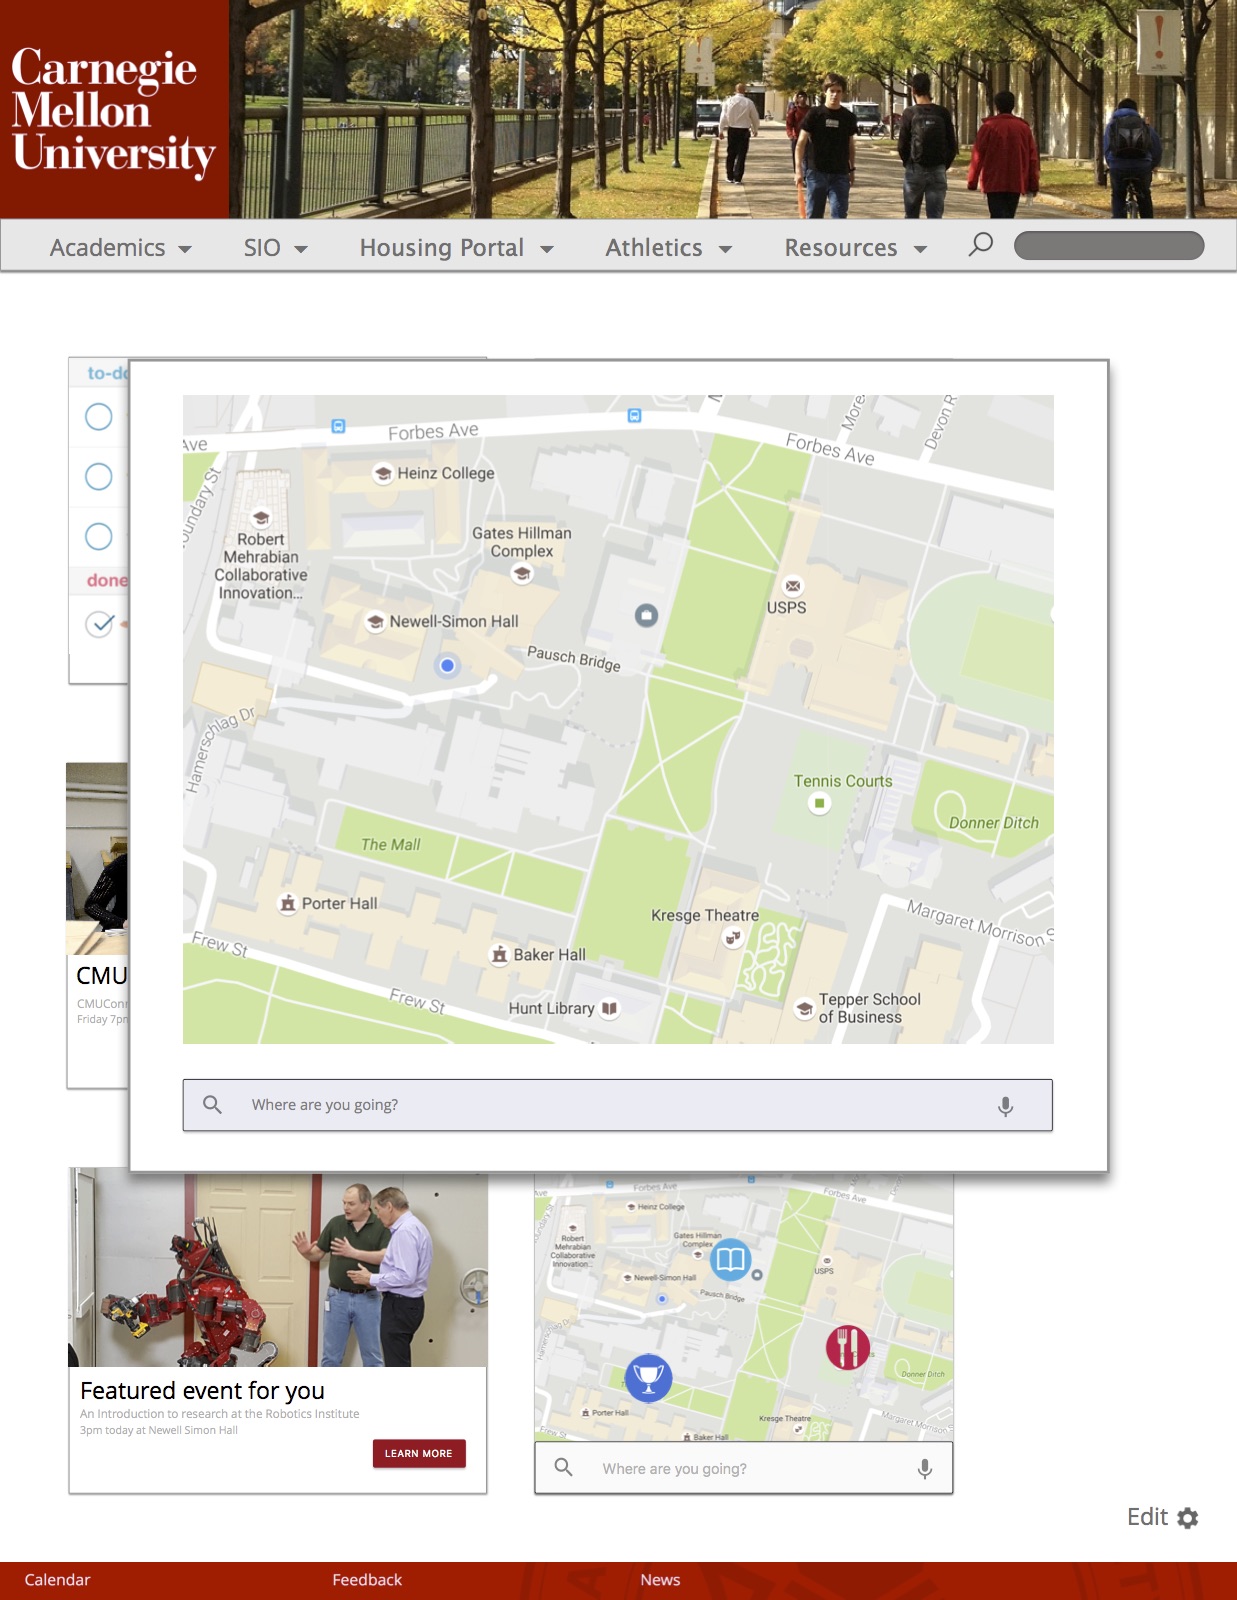 Carnegie
Mellon
University
Academics
SIO
Housing Portal
Athletics
Resources
to-do
done
Ave
Forbes Ave
Forbes Ave
Devon R
Heinz College
Robert
Mehrabian
Collaborative
Innovation...
Gates Hillman
Complex
Newell-Simon Hall
Pausch Bridge
USPS
Hamerschlag Dr
Tennis Courts
Donner Ditch
The Mall
Porter Hall
Kresge Theatre
Margaret Morrison S
Frew St
Baker Hall
Frew St
Hunt Library
Tepper School
of Business
Where are you going?
CMU
CMUConn
Friday 7pm
Featured event for you
An Introduction to research at the Robotics Institute
3pm today at Newell Simon Hall
LEARN MORE
Ave
Forbes Ave
Forbes Ave
Heinz College
Robert
Mehrabian
Collaborative
Innovation...
Gates Hillman
Complex
Newell-Simon Hall
Pausch Bridge
USPS
Hamerschlag Dr
Donner Ditch
Porter Hall
Kresge Theatre
Margaret Morrison S
Baker Hall
Where are you going?
Edit
Calendar
Feedback
News